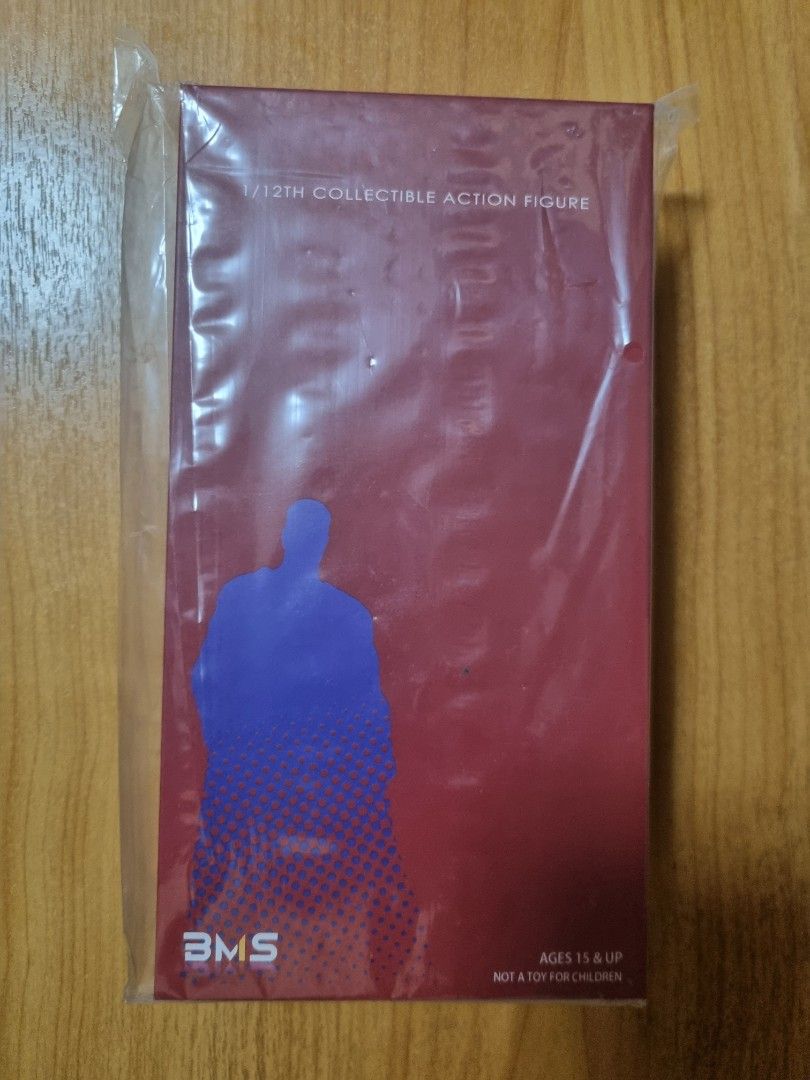 1/12TH COLLECTIBLE ACTION FIGURE
BMS
AGES 15 & UP
NOT A TOY FOR CHILDREN